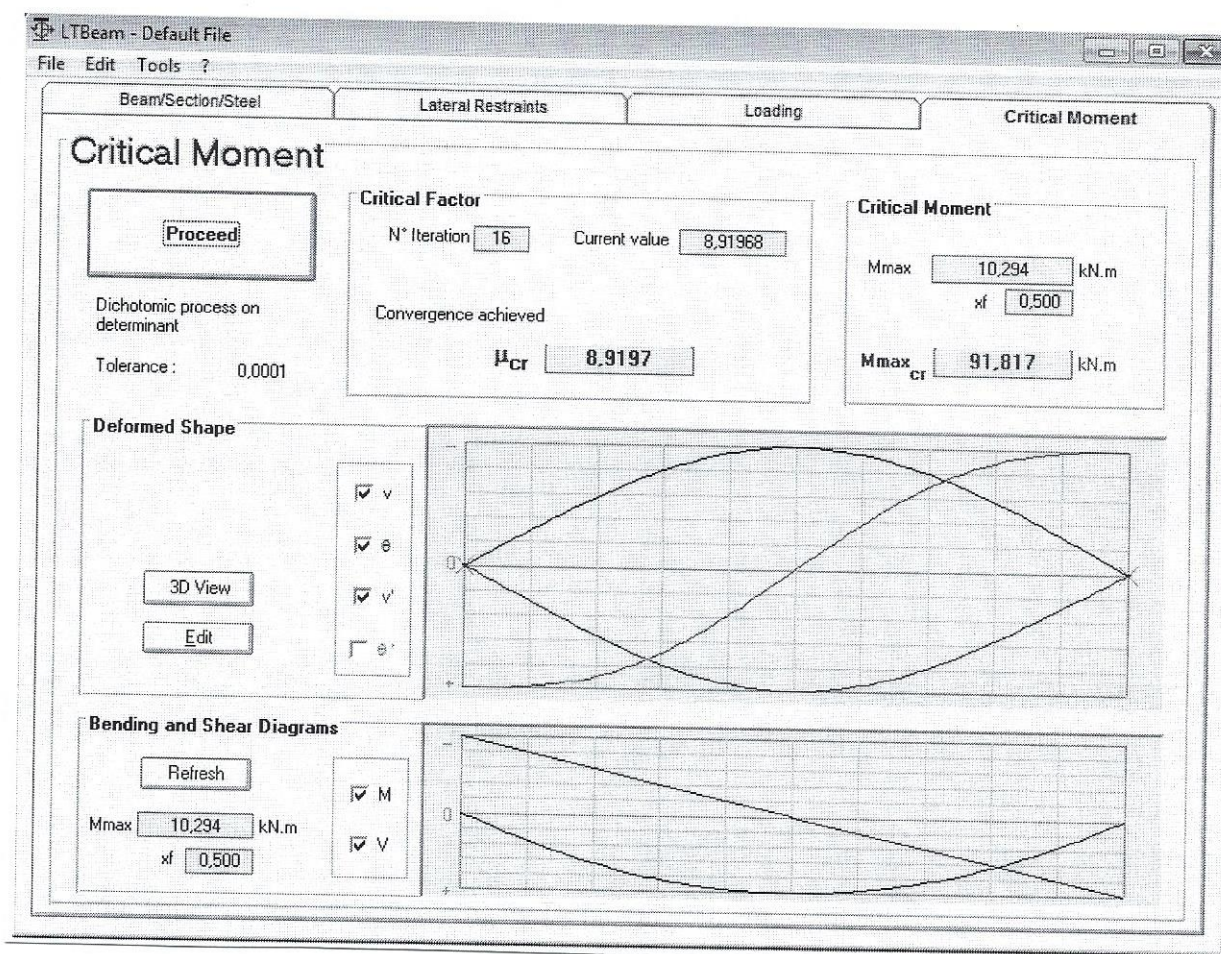 LTBeam - Default File
File Edit Tools ?
Beam/Section/Steel Lateral Restraints Loading Critical Moment
Critical Moment
Proceed
Dichotomic process on
determinant
Tolerance : 0,0001
Critical Factor
N° Iteration 16 Current value 8,91968
Convergence achieved
μcr 8,9197
Critical Moment
Mmax 10,294 kN.m
xf 0,500
Mmaxcr 91,817 kN.m
Deformed Shape
3D View
Edit
v
θ
v'
θ'
−
0
+
Bending and Shear Diagrams
Refresh
Mmax 10,294 kN.m
xf 0,500
M
V
−
0
+